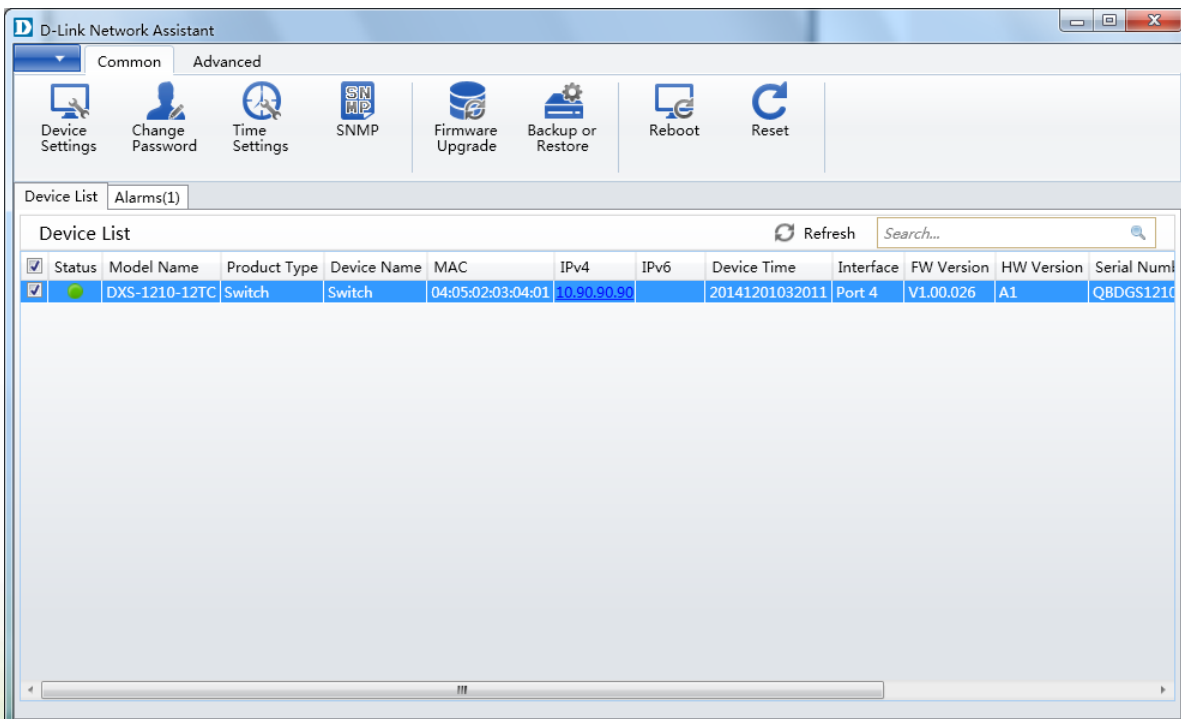 D-Link Network Assistant
Common Advanced
Device Settings
Change Password
Time Settings
SNMP
Firmware Upgrade
Backup or Restore
Reboot
Reset
Device List Alarms(1)
Device List Refresh Search...
Status Model Name Product Type Device Name MAC IPv4 IPv6 Device Time Interface FW Version HW Version Serial
DXS-1210-12TC Switch Switch 04:05:02:03:04:01 10.90.90.90 20141201032011 Port 4 V1.00.026 A1 QBDGS1210